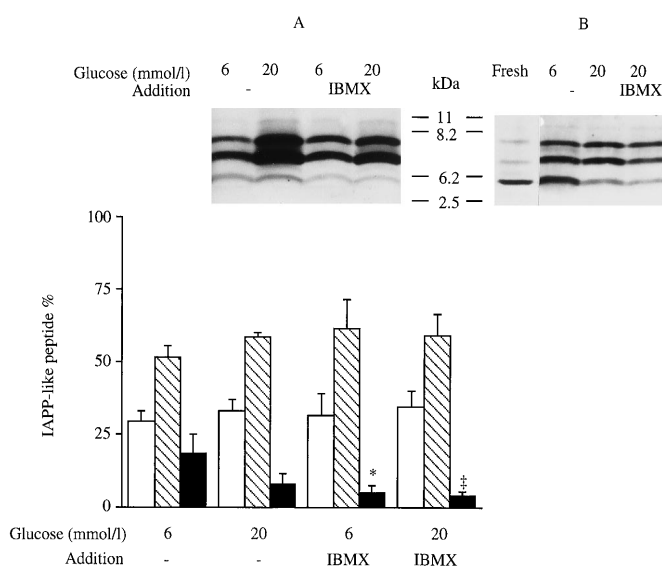 A B
Glucose (mmol/l) 6 20 6 20 kDa Fresh 6 20 20
Addition - IBMX - IBMX
11
8.2
6.2
2.5
100
75
50
25
0
IAPP-like peptide %
* ‡
Glucose (mmol/l) 6 20 6 20
Addition - - IBMX IBMX